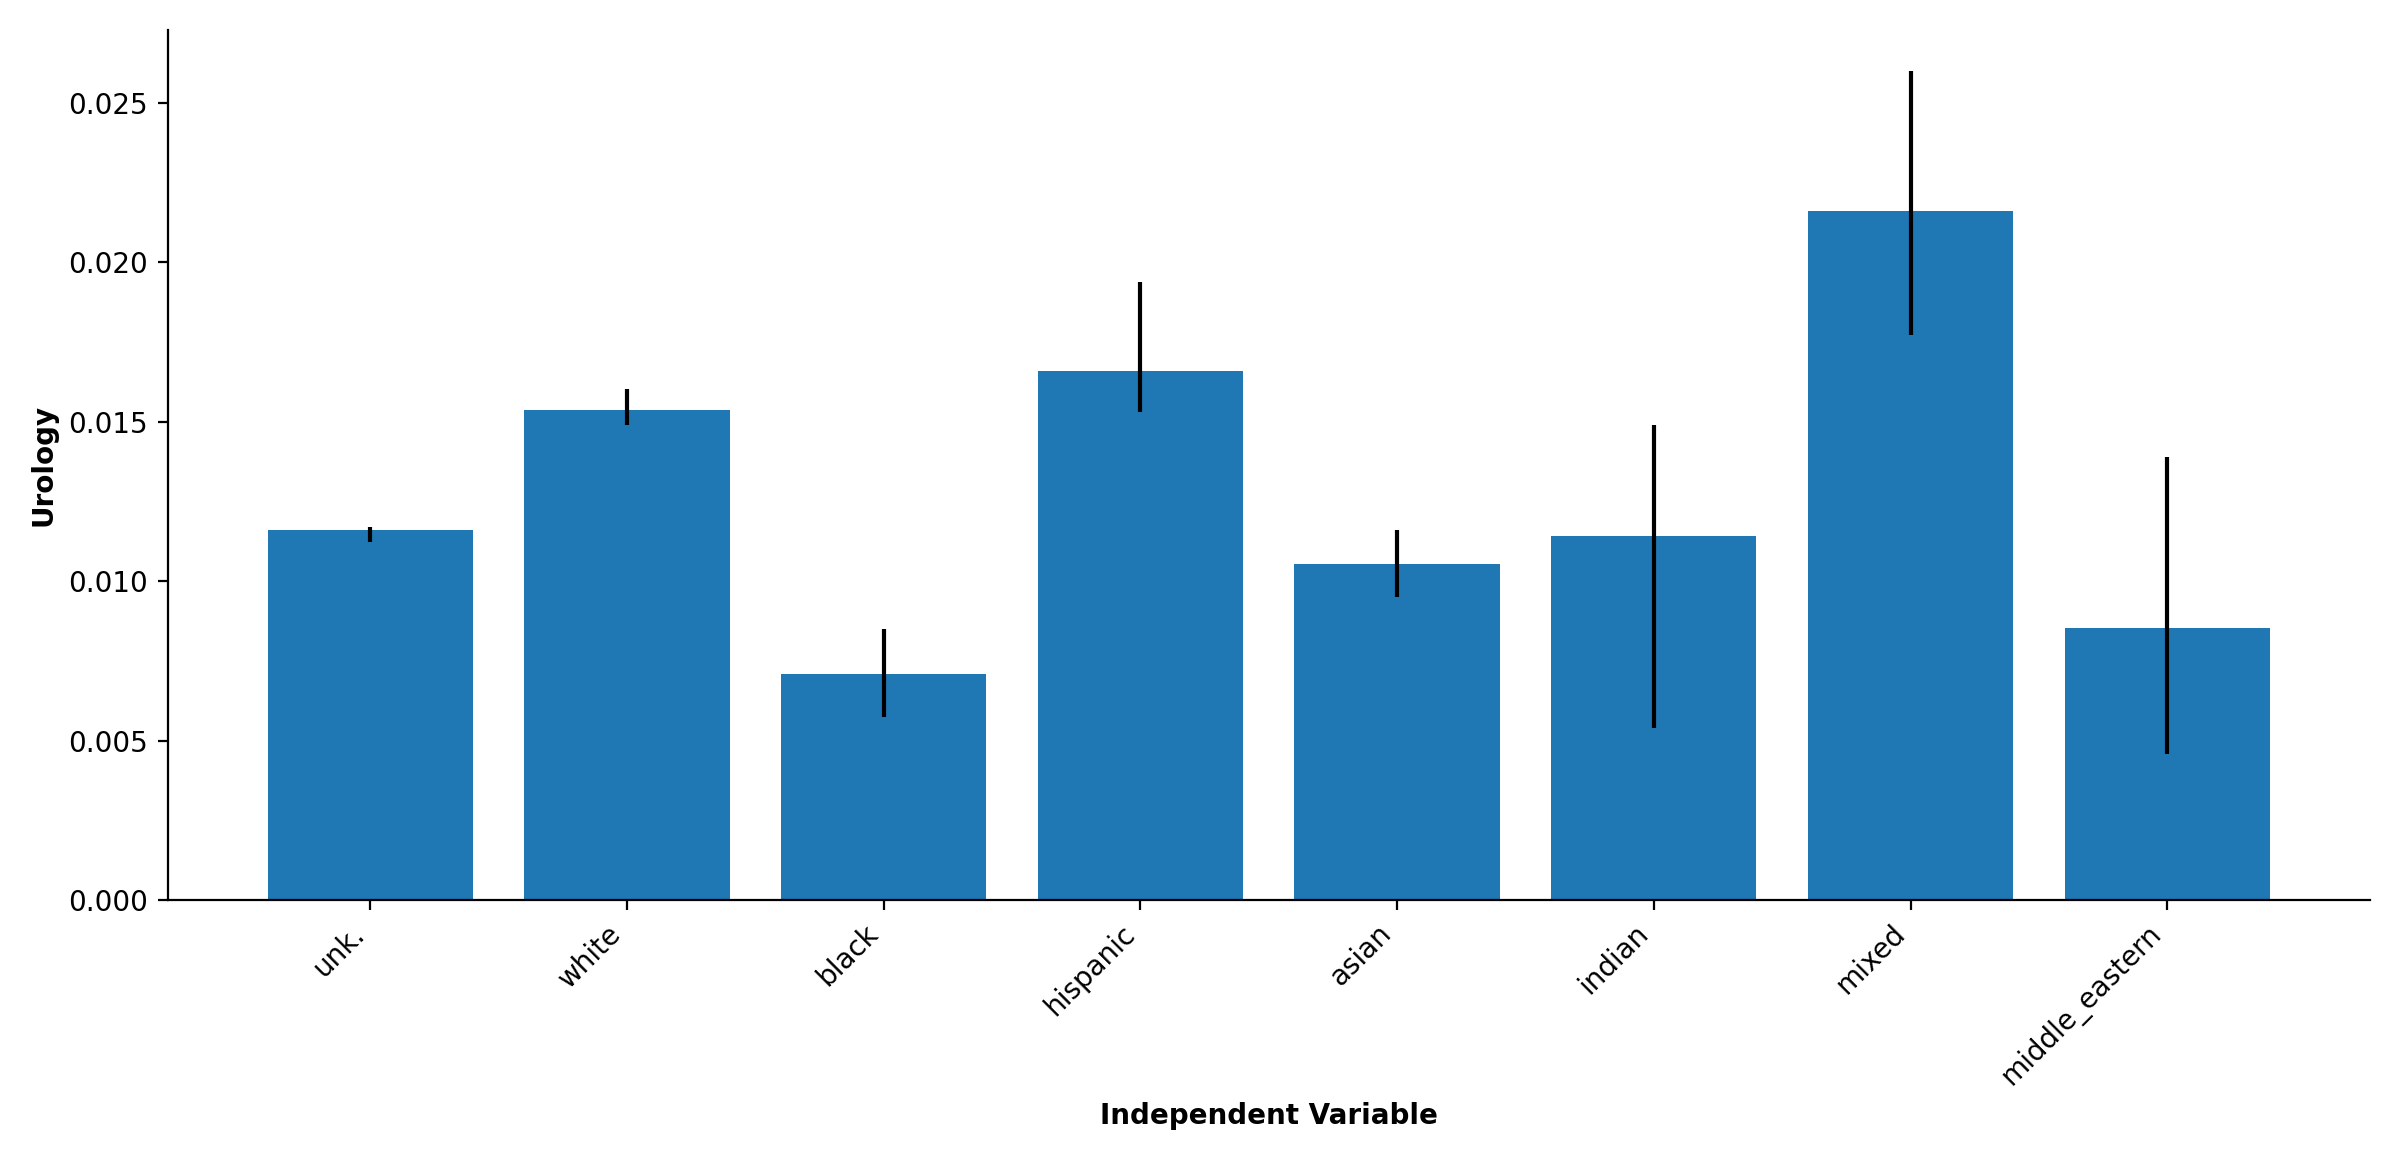 0.025
0.020
0.015
0.010
0.005
0.000
Urology
unk.
white
black
hispanic
asian
indian
mixed
middle_eastern
Independent Variable